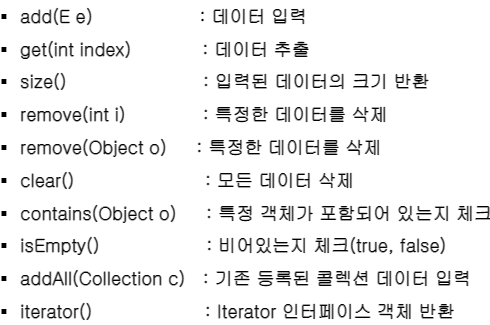 ▪ add(E e) : 데이터 입력
▪ get(int index) : 데이터 추출
▪ size() : 입력된 데이터의 크기 반환
▪ remove(int i) : 특정한 데이터를 삭제
▪ remove(Object o) : 특정한 데이터를 삭제
▪ clear() : 모든 데이터 삭제
▪ contains(Object o) : 특정 객체가 포함되어 있는지 체크
▪ isEmpty() : 비어있는지 체크(true, false)
▪ addAll(Collection c) : 기존 등록된 콜렉션 데이터 입력
▪ iterator() : Iterator 인터페이스 객체 반환